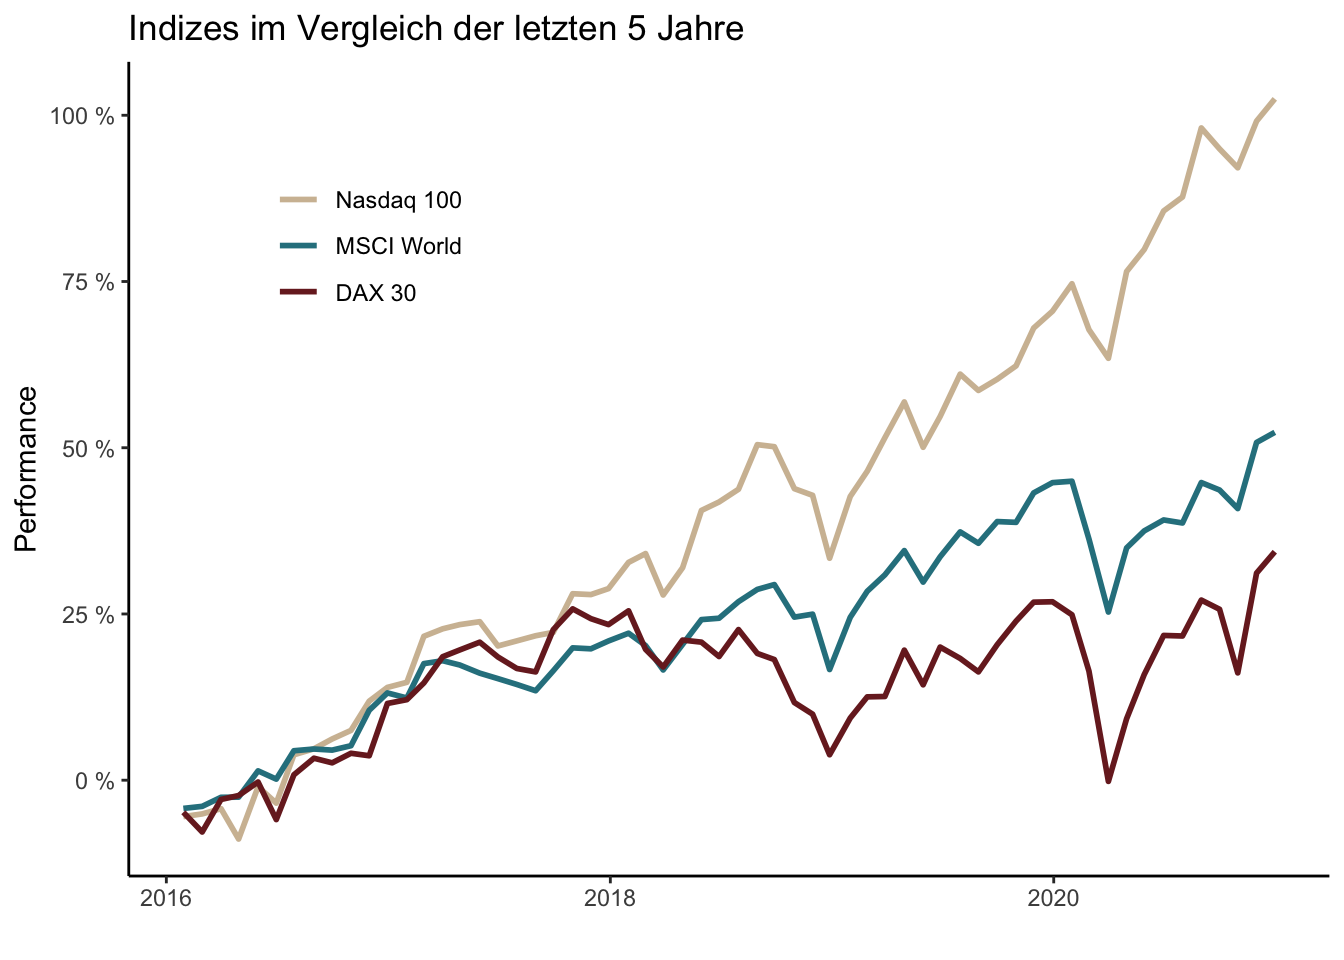 Indizes im Vergleich der letzten 5 Jahre
100 %
75 %
50 %
25 %
0 %
Performance
Nasdaq 100
MSCI World
DAX 30
2016
2018
2020